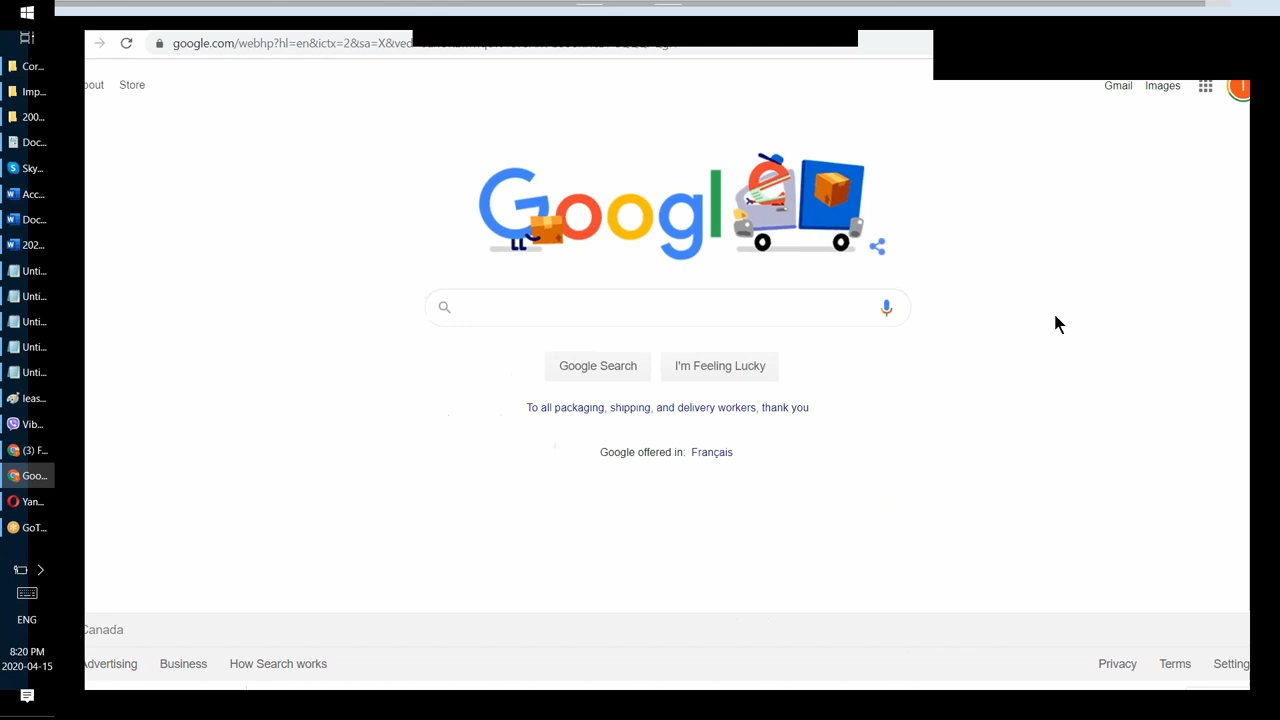 google.com/webhp?hl=en&ictx=2&sa=X&ved
Store
Gmail Images
Google
Google Search I'm Feeling Lucky
To all packaging, shipping, and delivery workers, thank you
Google offered in: Français
Canada
Advertising Business How Search works
Privacy Terms Setting
Cor...
Imp...
200...
Doc...
Sky...
Acc...
Doc...
202...
Unti...
Unti...
Unti...
Unti...
Unti...
leas...
Vib...
(3) F...
Goo...
Yan...
GoT...
ENG
8:20 PM
2020-04-15